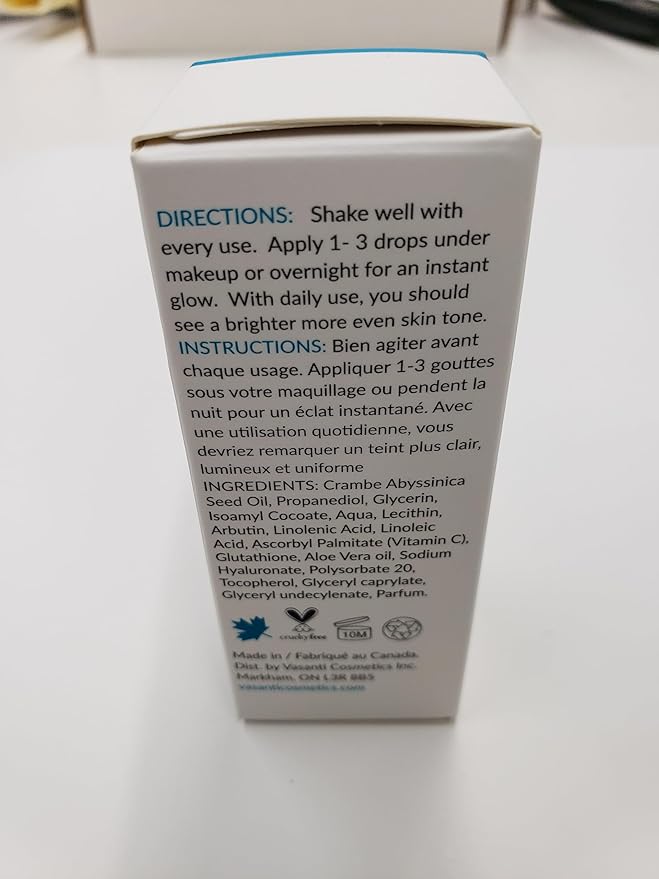 DIRECTIONS: Shake well with
every use. Apply 1- 3 drops under
makeup or overnight for an instant
glow. With daily use, you should
see a brighter more even skin tone.
INSTRUCTIONS: Bien agiter avant
chaque usage. Appliquer 1-3 gouttes
sous votre maquillage ou pendent la
nuit pour un éclat instantané. Avec
une utilisation quotidienne, vous
devriez remarquer un teint plus clair,
lumineux et uniforme
INGREDIENTS: Crambe Abyssinica
Seed Oil, Propanediol, Glycerin,
Isoamyl Cocoate, Aqua, Lecithin,
Arbutin, Linolenic Acid, Linoleic
Acid, Ascorbyl Palmitate (Vitamin C),
Glutathione, Aloe Vera oil, Sodium
Hyaluronate, Polysorbate 20,
Tocopherol, Glyceryl caprylate,
Glyceryl undecylenate, Parfum.
crueltyfree 10M
Made in / Fabriqué au Canada.
Dist. by Vasanti Cosmetics Inc.
Markham, ON L3R 8B5
vasanticosmetics.com